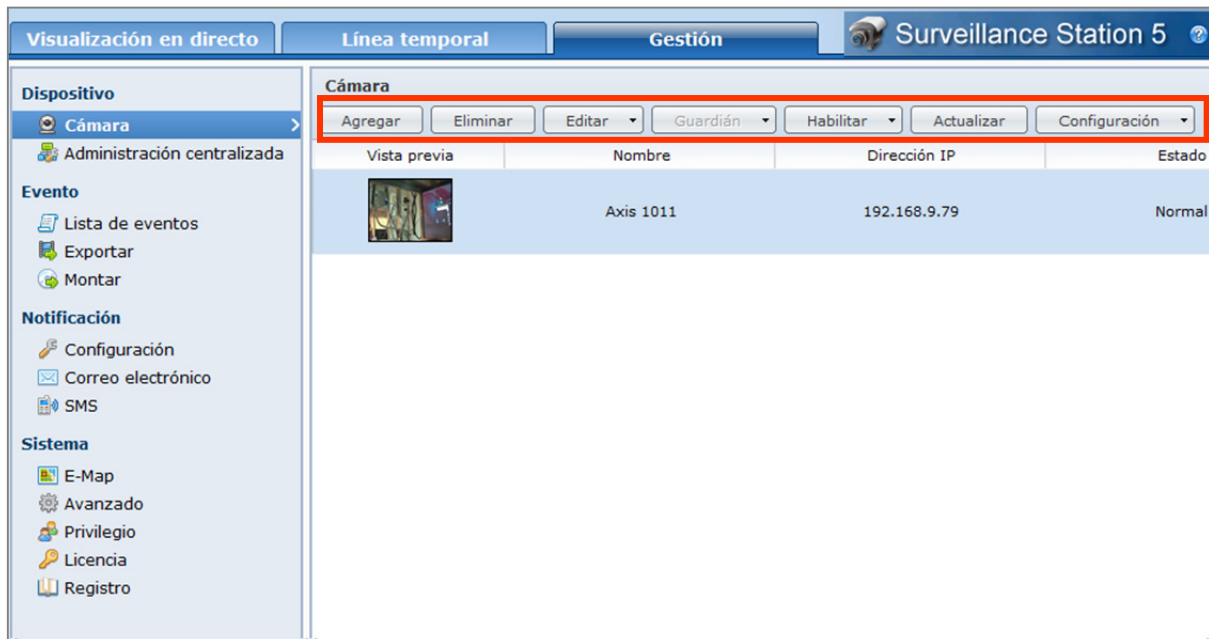 Visualización en directo
Línea temporal
Gestión
Surveillance Station 5
?
Dispositivo
Cámara
Administración centralizada
Evento
Lista de eventos
Exportar
Montar
Notificación
Configuración
Correo electrónico
SMS
Sistema
E-Map
Avanzado
Privilegio
Licencia
Registro
Cámara
Agregar Eliminar Editar Guardián Habilitar Actualizar Configuración
Vista previa Nombre Dirección IP Estado
Axis 1011 192.168.9.79 Normal